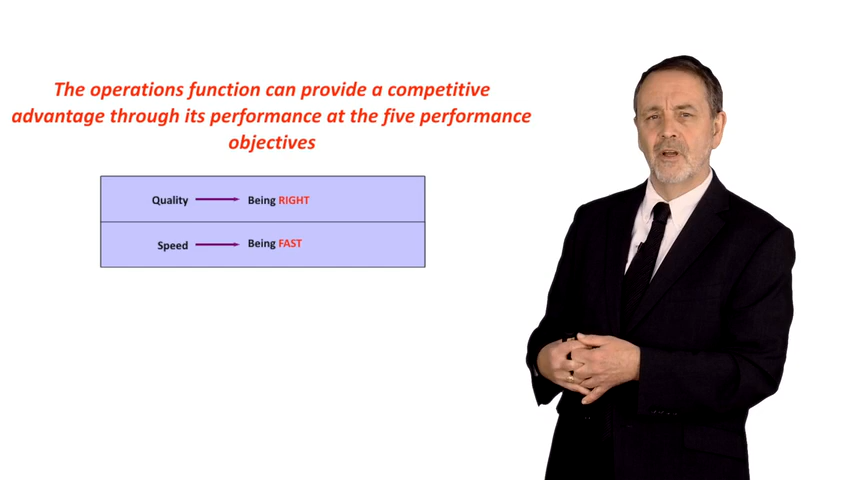 The operations function can provide a competitive
advantage through its performance at the five performance
objectives
Quality Being RIGHT
Speed Being FAST